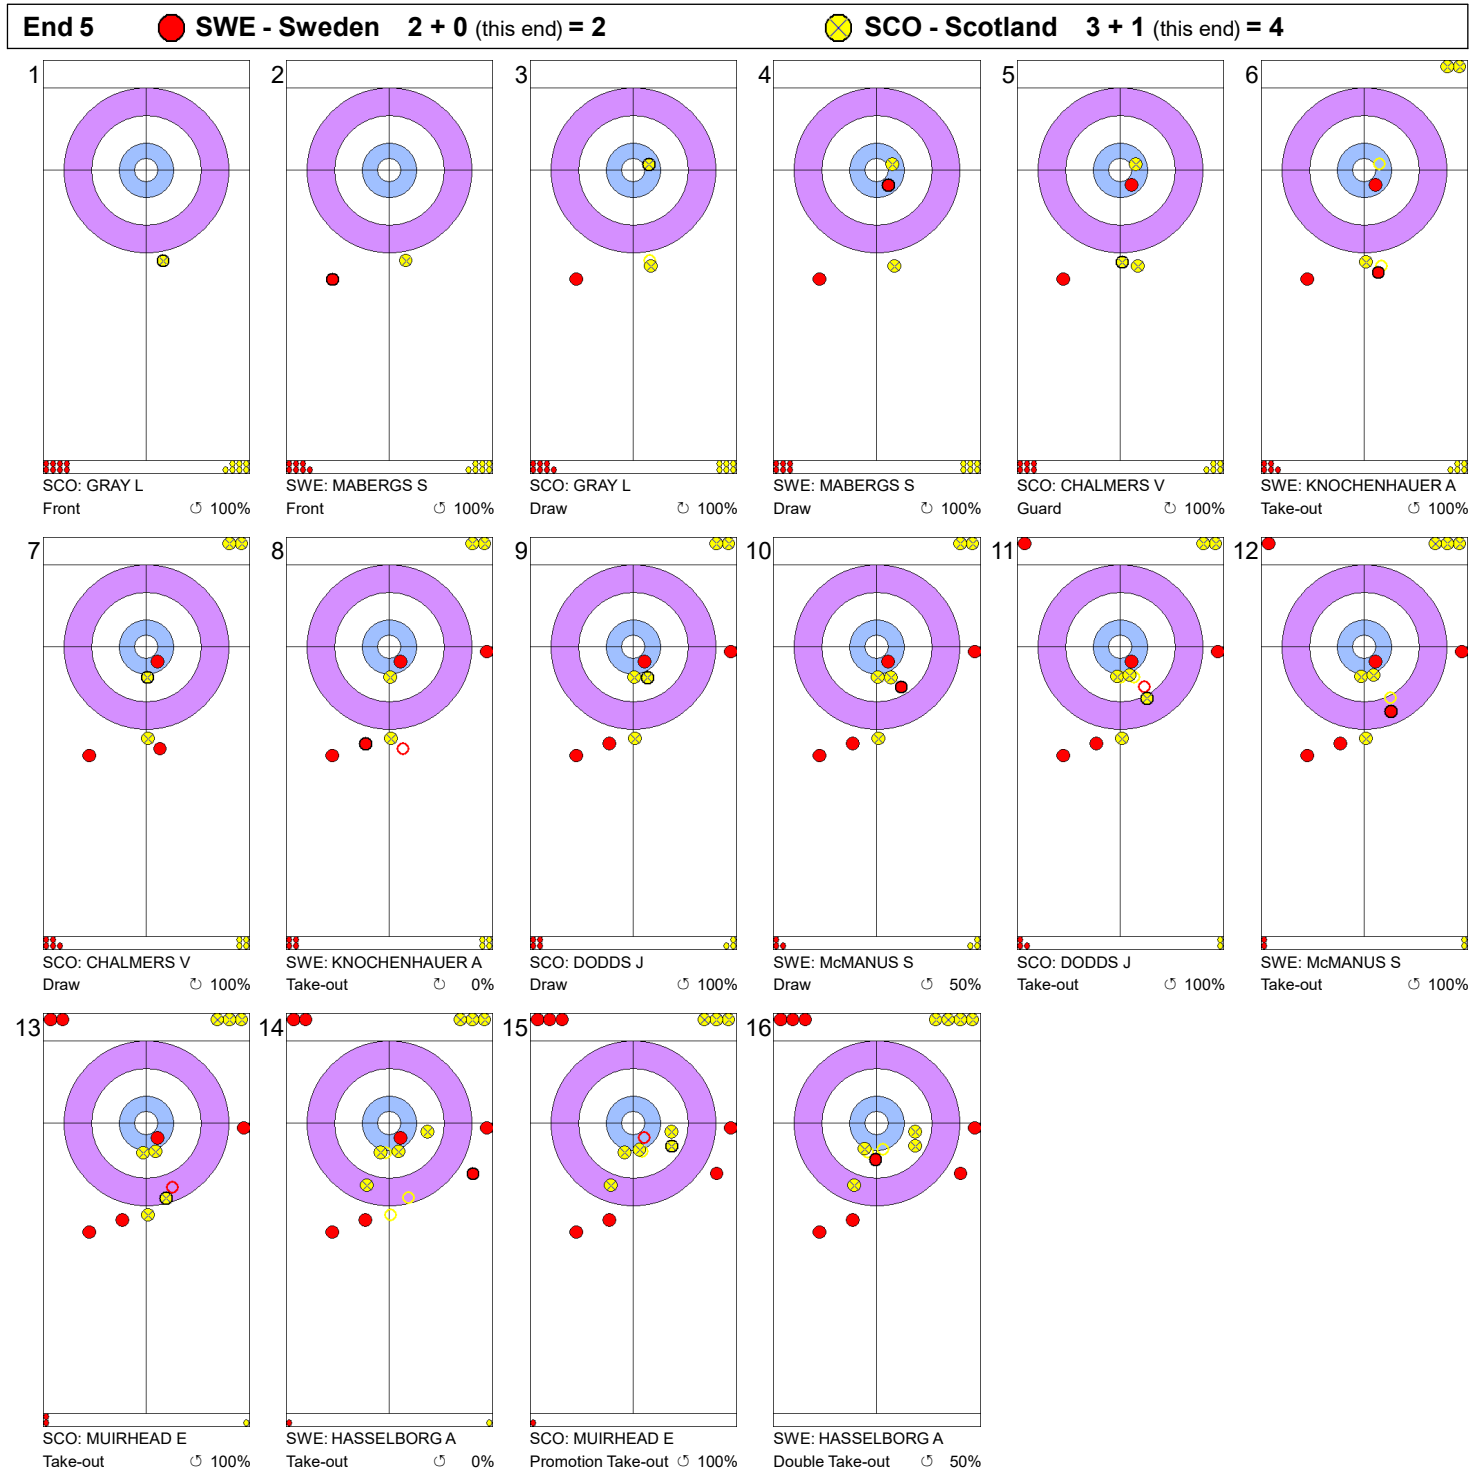 End 5 SWE - Sweden 2 + 0 (this end) = 2 SCO - Scotland 3 + 1 (this end) = 4
1 2 3 4 5 6
SCO: GRAY L SWE: MABERGS S SCO: GRAY L SWE: MABERGS S SCO: CHALMERS V SWE: KNOCHENHAUER A
Front ↺ 100% Front ↺ 100% Draw ↻ 100% Draw ↻ 100% Guard ↻ 100% Take-out ↺ 100%
7 8 9 10 11 12
SCO: CHALMERS V SWE: KNOCHENHAUER A SCO: DODDS J SWE: McMANUS S SCO: DODDS J SWE: McMANUS S
Draw ↻ 100% Take-out ↻ 0% Draw ↺ 100% Draw ↺ 50% Take-out ↺ 100% Take-out ↺ 100%
13 14 15 16
SCO: MUIRHEAD E SWE: HASSELBORG A SCO: MUIRHEAD E SWE: HASSELBORG A
Take-out ↺ 100% Take-out ↺ 0% Promotion Take-out ↺ 100% Double Take-out ↺ 50%